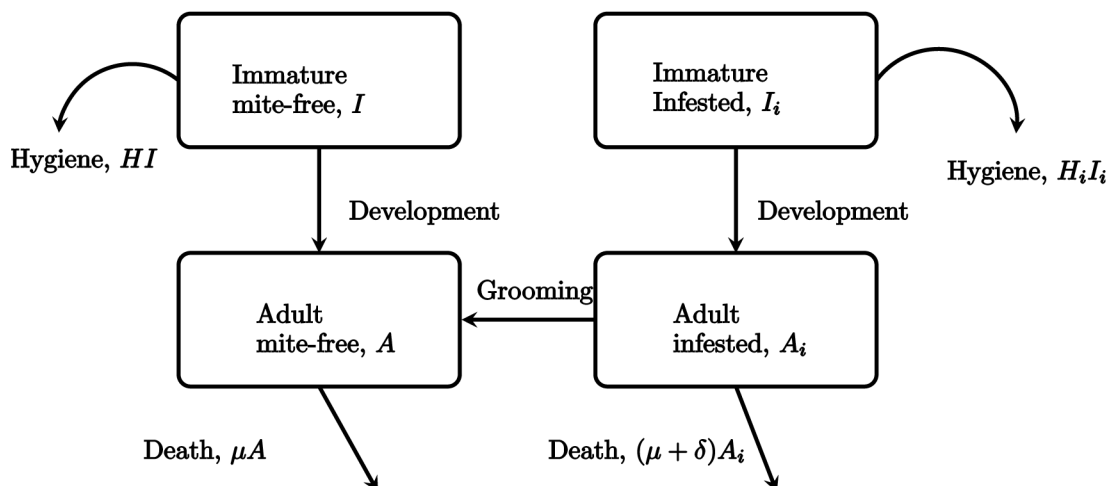 Immature
mite-free, I
Immature
Infested, I_i
Hygiene, HI
Hygiene, H_iI_i
Development
Development
Grooming
Adult
mite-free, A
Adult
infested, A_i
Death, μA
Death, (μ + δ)A_i